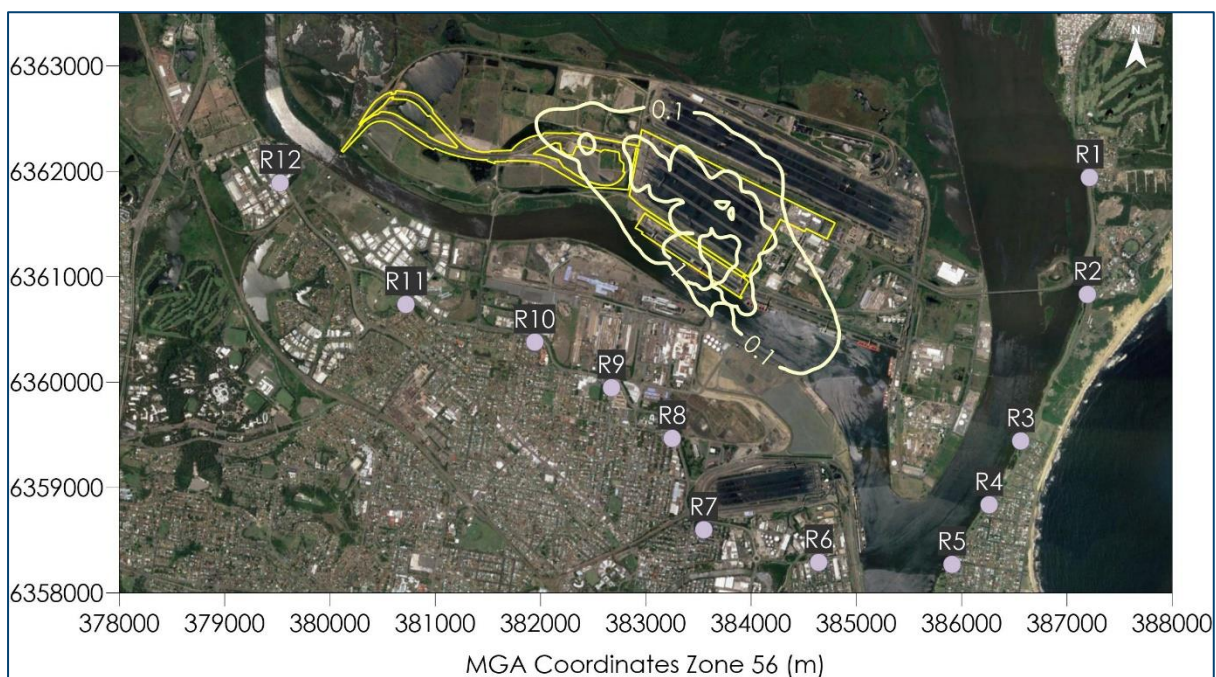 N
6363000
0.1
R12
R1
6362000
1
R2
6361000
R11
R10
0.1
R9
6360000
R8
R3
R4
6359000
R7
R6
R5
6358000
378000 379000 380000 381000 382000 383000 384000 385000 386000 387000 388000
MGA Coordinates Zone 56 (m)